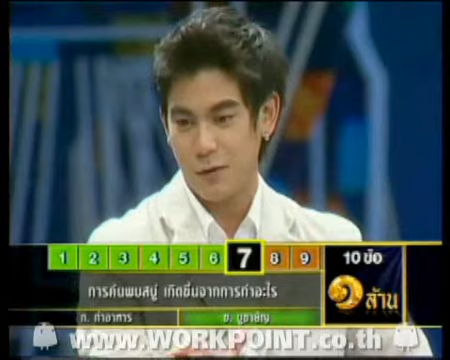 1 2 3 4 5 6 7 8 9 10 ข้อ
การค้นพบสบู่ เกิดขึ้นจากการทำอะไร
๑ ล้าน
ก. ทำอาหาร ข. บูชายัญ
www.WORKPOINT.co.th